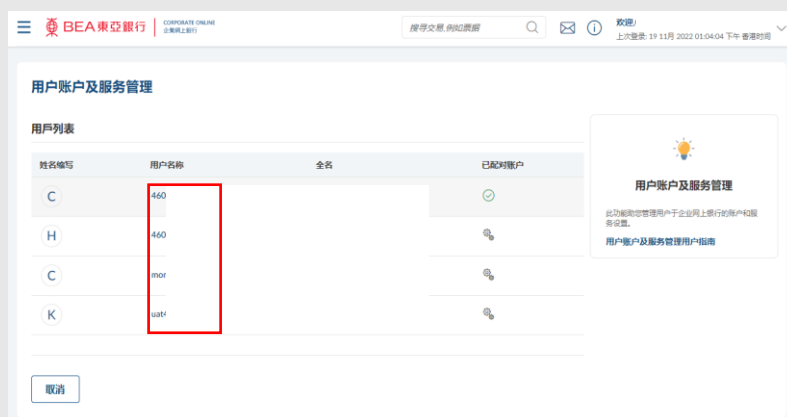 BEA東亞銀行
CORPORATE ONLINE
企業網上銀行
搜寻交易,例如票据
欢迎!
上次登录: 19 11月 2022 01:04:04 下午 香港时间
用户账户及服务管理
用戶列表
姓名缩写 用户名称 全名 已配对账户
C 460
H 460
C mor
K uat4
取消
用户账户及服务管理
此功能助您管理用户于企业网上银行的账户和服
务设置。
用户账户及服务管理用户指南